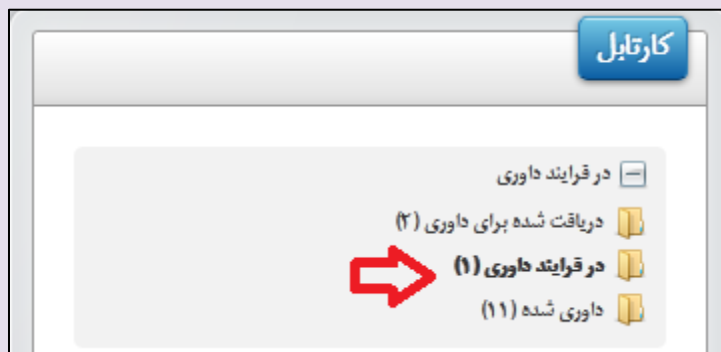 کارتابل
در فرایند داوری
دریافت شده برای داوری (۲)
در فرایند داوری (۱)
داوری شده (۱۱)